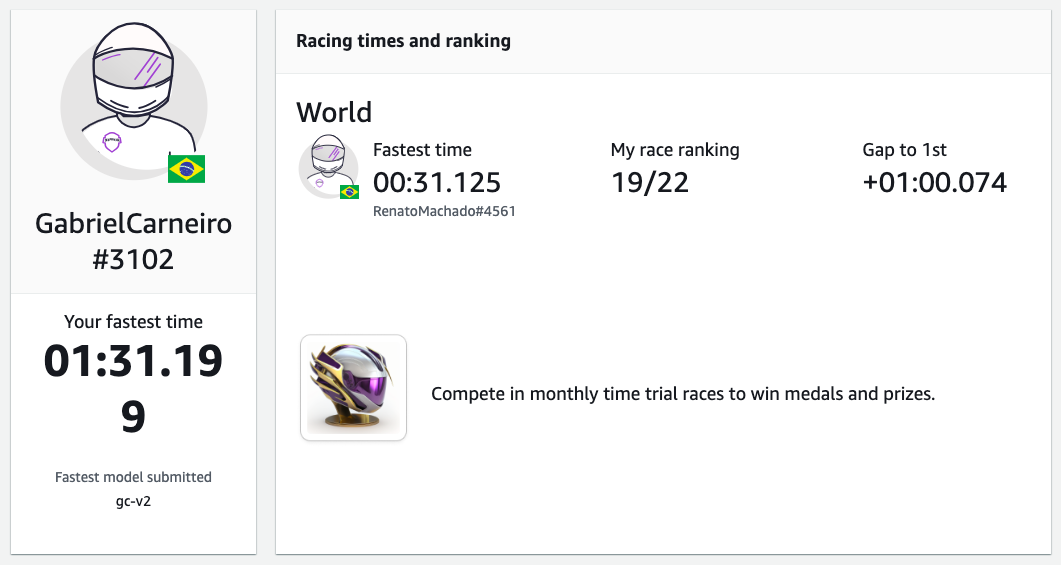 GabrielCarneiro
#3102
Your fastest time
01:31.19
9
Fastest model submitted
gc-v2
Racing times and ranking
World
Fastest time
00:31.125
RenatoMachado#4561
My race ranking
19/22
Gap to 1st
+01:00.074
Compete in monthly time trial races to win medals and prizes.